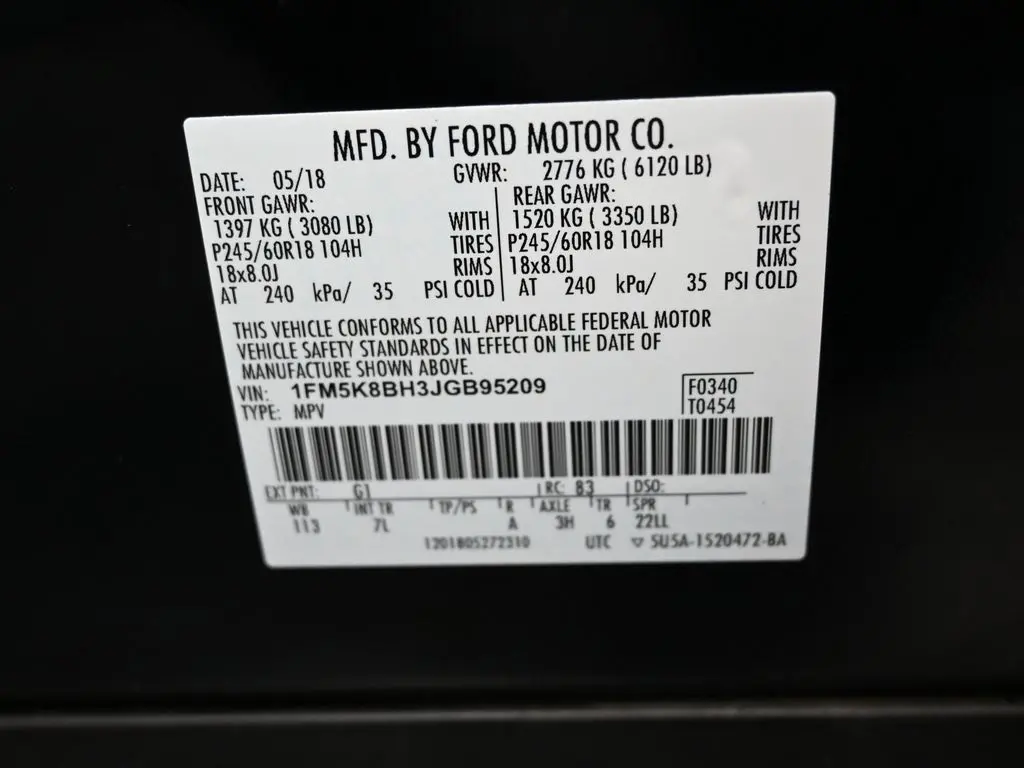 MFD. BY FORD MOTOR CO.
DATE: 05/18 GVWR: 2776 KG ( 6120 LB)
FRONT GAWR: REAR GAWR:
1397 KG ( 3080 LB) WITH 1520 KG ( 3350 LB) WITH
P245/60R18 104H TIRES P245/60R18 104H TIRES
18x8.0J RIMS 18x8.0J RIMS
AT 240 kPa/ 35 PSI COLD AT 240 kPa/ 35 PSI COLD
THIS VEHICLE CONFORMS TO ALL APPLICABLE FEDERAL MOTOR
VEHICLE SAFETY STANDARDS IN EFFECT ON THE DATE OF
MANUFACTURE SHOWN ABOVE.
VIN: 1FM5K8BH3JGB95209 F0340
TYPE: MPV T0454
EXT PNT: G1 RC: 83 DSO:
WB INT TR TP/PS R AXLE TR SPR
113 7L A 3H 6 22LL
1201805272310 UTC ▽ 5U5A-1520472-BA